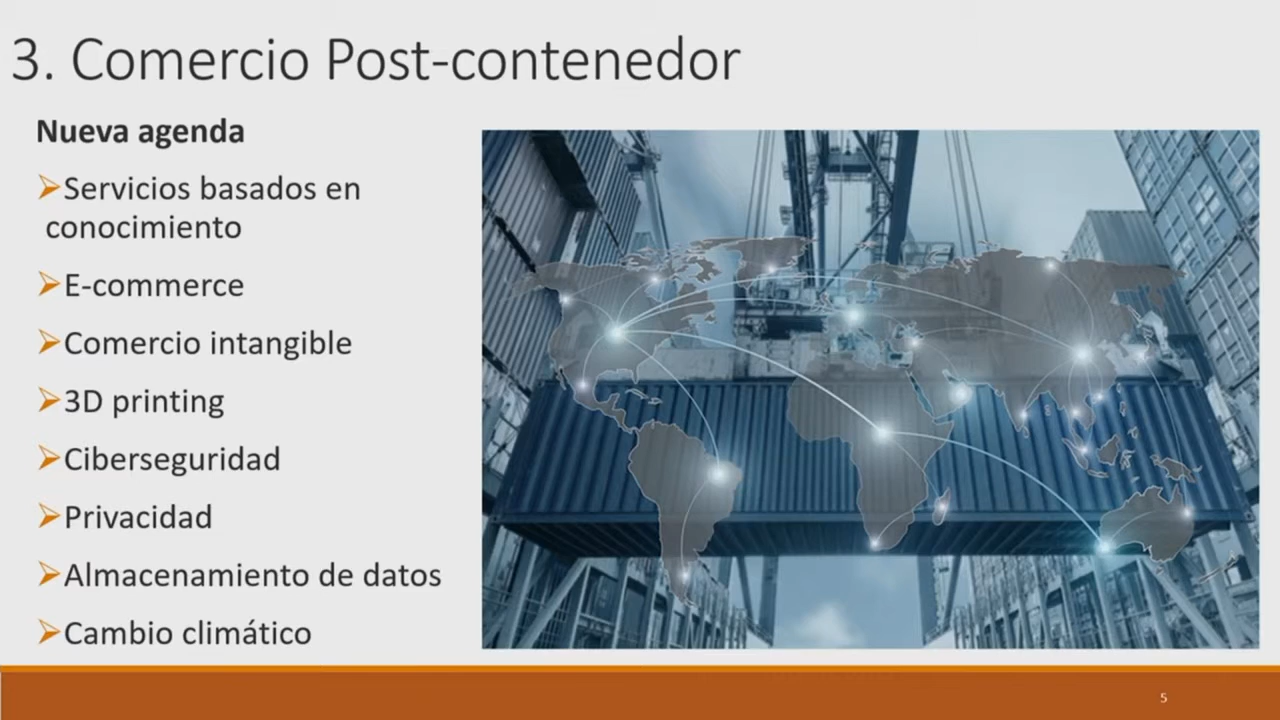 3. Comercio Post-contenedor
Nueva agenda
➢Servicios basados en
conocimiento
➢E-commerce
➢Comercio intangible
➢3D printing
➢Ciberseguridad
➢Privacidad
➢Almacenamiento de datos
➢Cambio climático
5